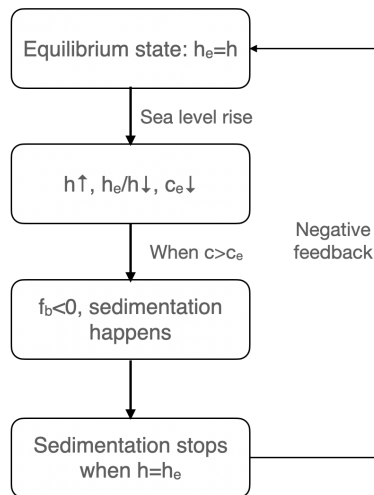 Equilibrium state: hₑ=h
Sea level rise
h↑, hₑ/h↓, cₑ↓
When c>cₑ
Negative
feedback
f_b<0, sedimentation
happens
Sedimentation stops
when h=hₑ